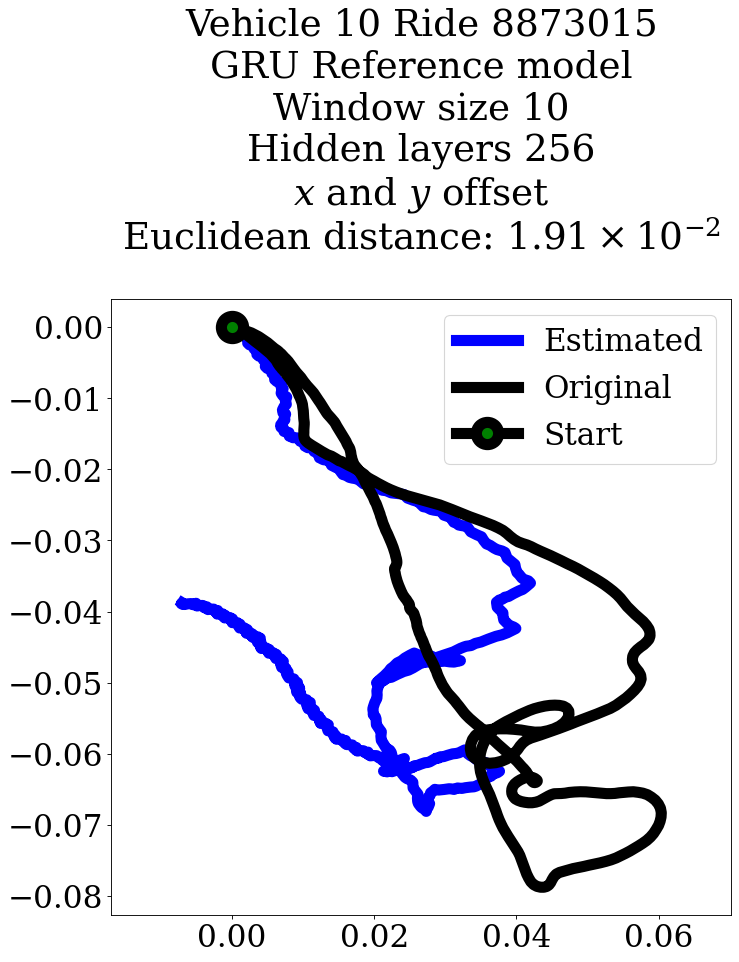 Vehicle 10 Ride 8873015
GRU Reference model
Window size 10
Hidden layers 256
x and y offset
Euclidean distance: 1.91 × 10⁻²
Estimated
Original
Start
0.00
−0.01
−0.02
−0.03
−0.04
−0.05
−0.06
−0.07
−0.08
0.00 0.02 0.04 0.06